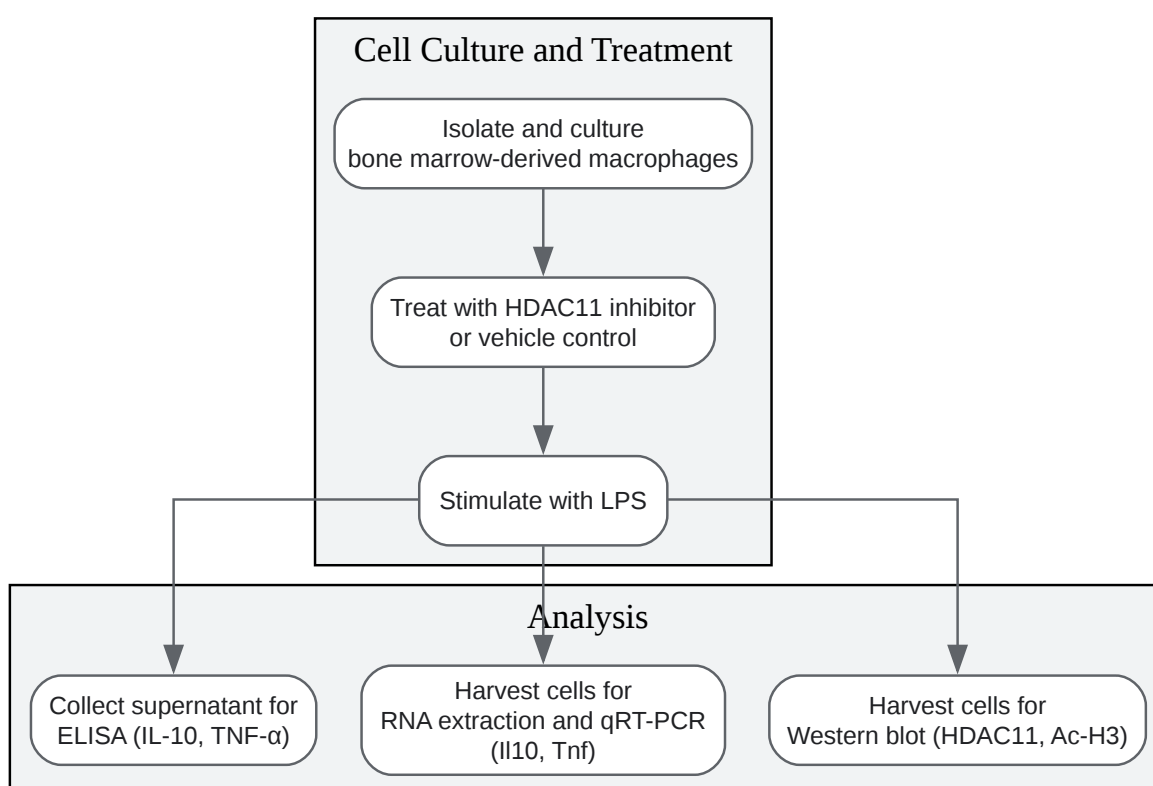 Cell Culture and Treatment
Isolate and culture
bone marrow-derived macrophages
Treat with HDAC11 inhibitor
or vehicle control
Stimulate with LPS
Analysis
Collect supernatant for
ELISA (IL-10, TNF-α)
Harvest cells for
RNA extraction and qRT-PCR
(Il10, Tnf)
Harvest cells for
Western blot (HDAC11, Ac-H3)